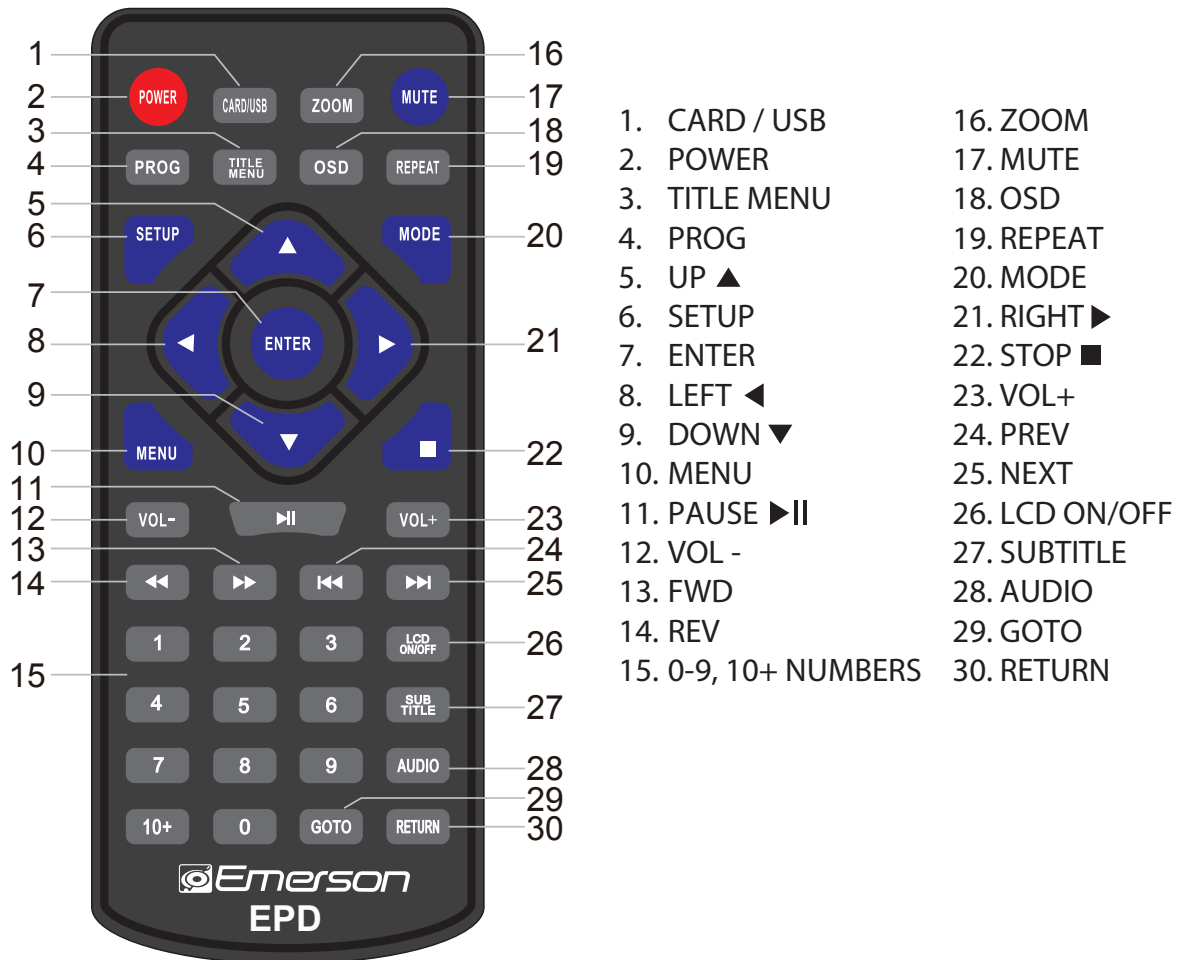 1
2
3
4
5
6
7
8
9
10
11
12
13
14
15
POWER
CARD/USB
ZOOM
MUTE
PROG
TITLE
MENU
OSD
REPEAT
SETUP
MODE
ENTER
MENU
VOL-
VOL+
1
2
3
LCD
ON/OFF
4
5
6
SUB
TITLE
7
8
9
AUDIO
10+
0
GOTO
RETURN
Emerson
EPD
16
17
18
19
20
21
22
23
24
25
26
27
28
29
30
1. CARD / USB
2. POWER
3. TITLE MENU
4. PROG
5. UP ▲
6. SETUP
7. ENTER
8. LEFT ◀
9. DOWN ▼
10. MENU
11. PAUSE ▶II
12. VOL -
13. FWD
14. REV
15. 0-9, 10+ NUMBERS
16. ZOOM
17. MUTE
18. OSD
19. REPEAT
20. MODE
21. RIGHT ▶
22. STOP ■
23. VOL+
24. PREV
25. NEXT
26. LCD ON/OFF
27. SUBTITLE
28. AUDIO
29. GOTO
30. RETURN